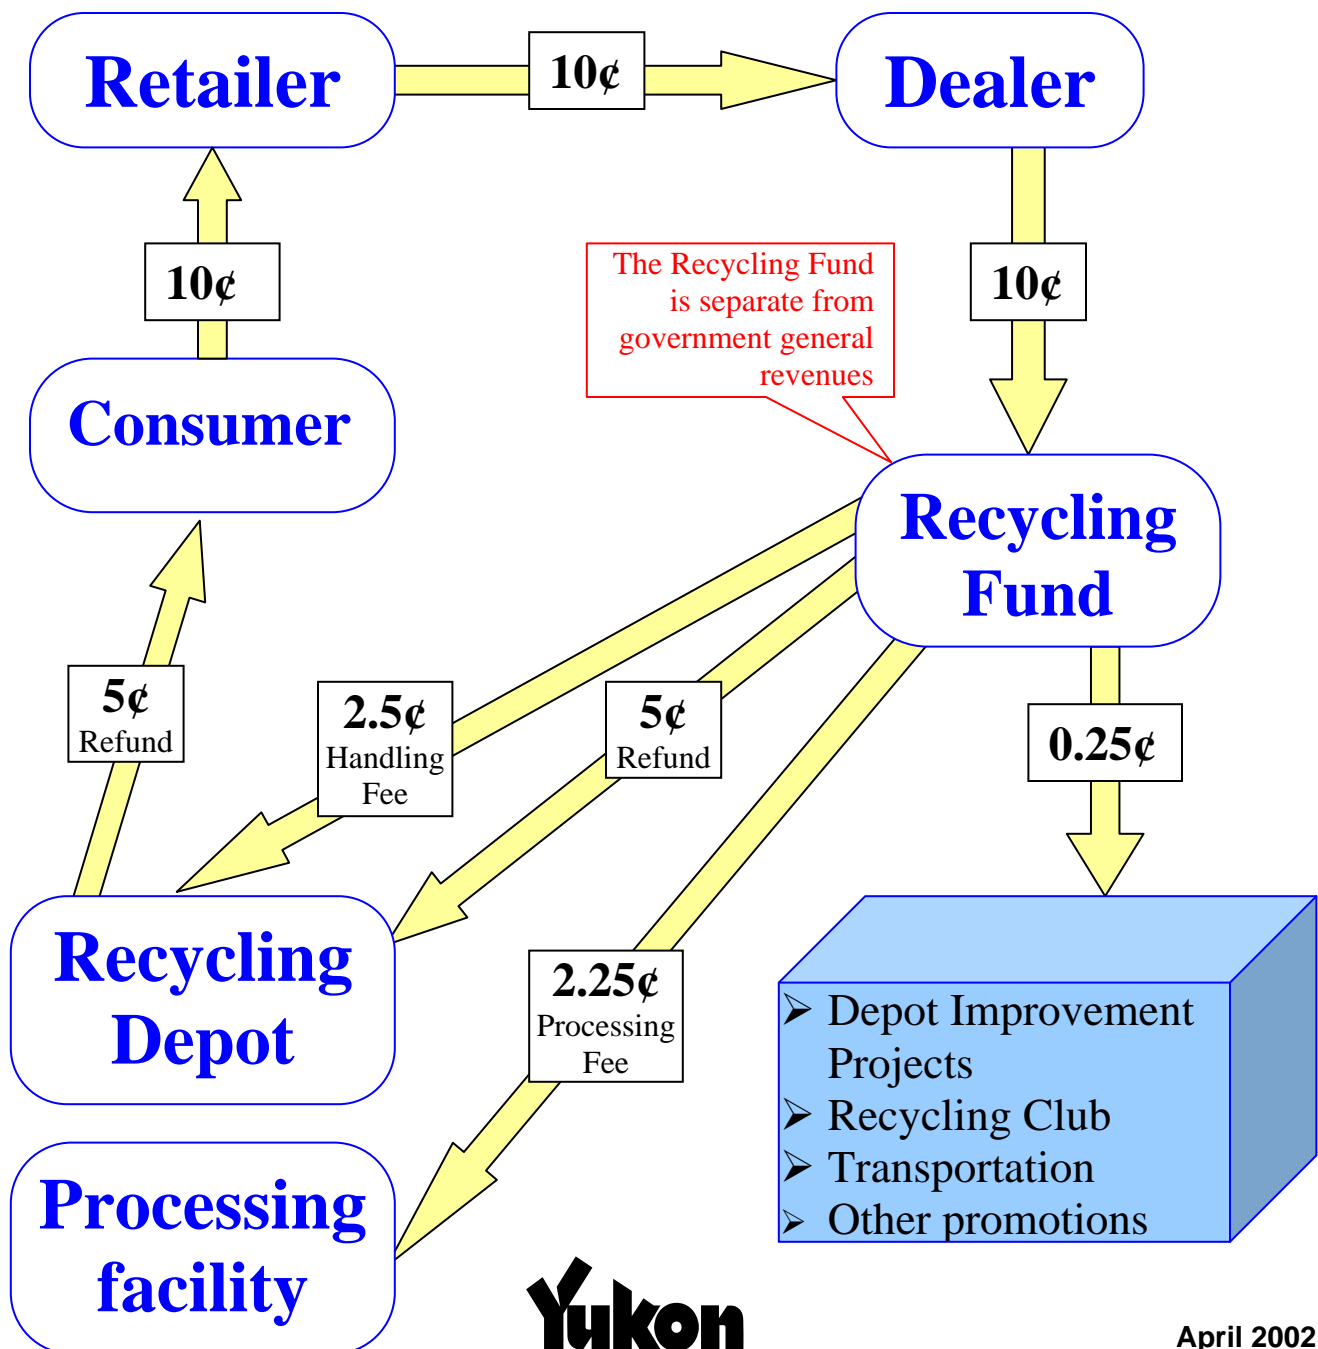 Retailer
10¢
Dealer
10¢
The Recycling Fund
is separate from
government general
revenues
10¢
Consumer
Recycling
Fund
5¢
Refund
2.5¢
Handling
Fee
5¢
Refund
0.25¢
Recycling
Depot
2.25¢
Processing
Fee
➢ Depot Improvement
Projects
➢ Recycling Club
➢ Transportation
➢ Other promotions
Processing
facility
Yukon
April 2002